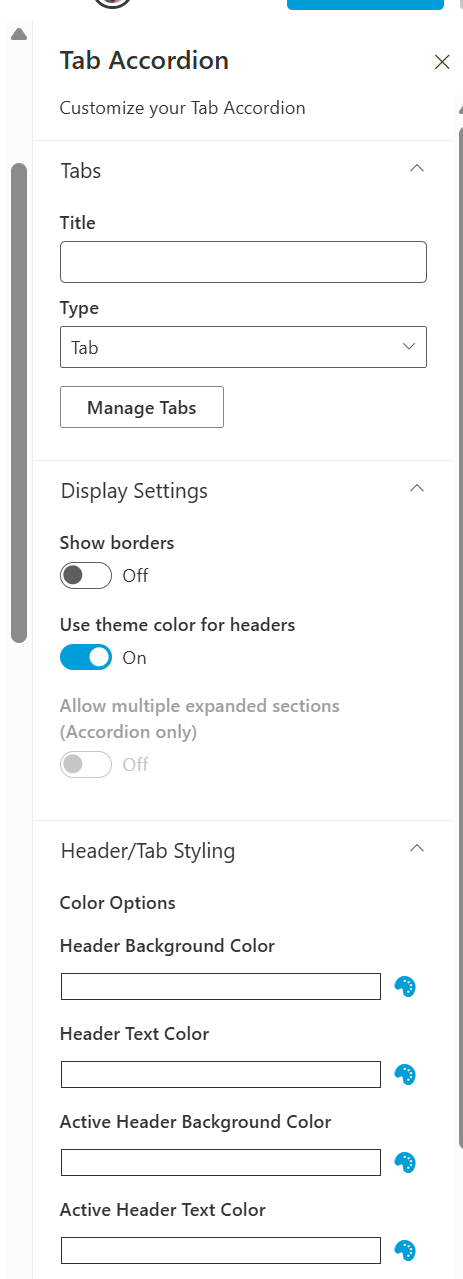 Tab Accordion
Customize your Tab Accordion
Tabs
Title
Type
Tab
Manage Tabs
Display Settings
Show borders
Off
Use theme color for headers
On
Allow multiple expanded sections
(Accordion only)
Off
Header/Tab Styling
Color Options
Header Background Color
Header Text Color
Active Header Background Color
Active Header Text Color